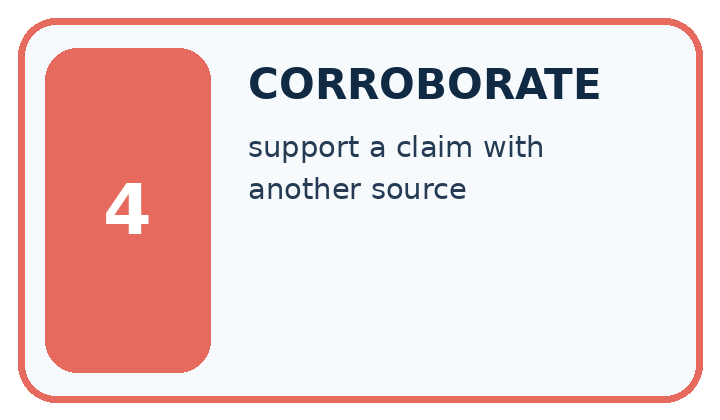 4
CORROBORATE
support a claim with
another source